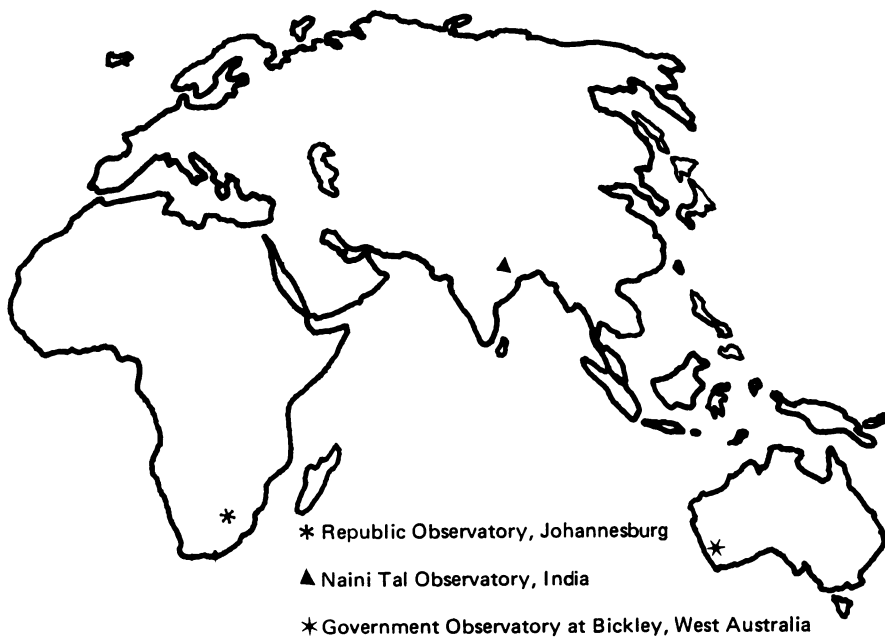 * Republic Observatory, Johannesburg
▲ Naini Tal Observatory, India
✶ Government Observatory at Bickley, West Australia